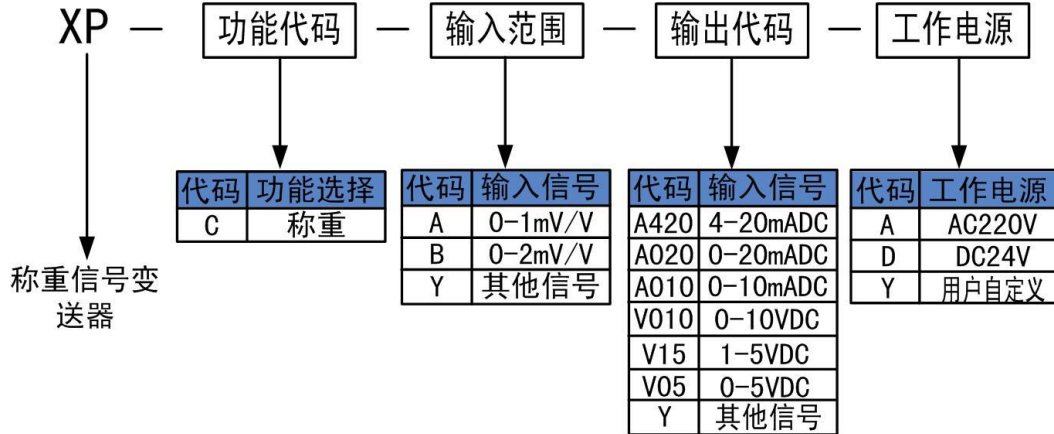 XP — 功能代码 — 输入范围 — 输出代码 — 工作电源
称重信号变
送器
代码 功能选择
C 称重
代码 输入信号
A 0-1mV/V
B 0-2mV/V
Y 其他信号
代码 输入信号
A420 4-20mADC
A020 0-20mADC
A010 0-10mADC
V010 0-10VDC
V15 1-5VDC
V05 0-5VDC
Y 其他信号
代码 工作电源
A AC220V
D DC24V
Y 用户自定义